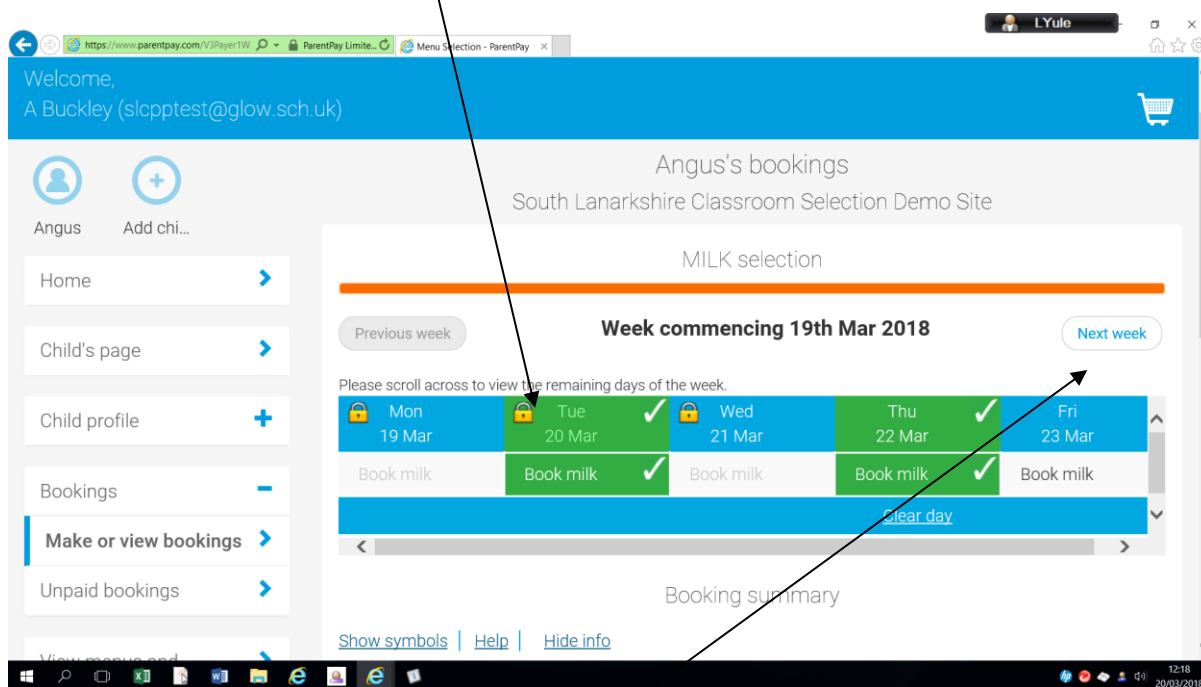 LYule
https://www.parentpay.com/V3Payer1W
ParentPay Limite...
Menu Selection - ParentPay
Welcome,
A Buckley (slcpptest@glow.sch.uk)
Angus's bookings
South Lanarkshire Classroom Selection Demo Site
Angus
Add chi...
MILK selection
Home
Previous week
Week commencing 19th Mar 2018
Next week
Child's page
Please scroll across to view the remaining days of the week.
Mon
19 Mar
Tue
20 Mar
Wed
21 Mar
Thu
22 Mar
Fri
23 Mar
Child profile
Book milk
Book milk
Book milk
Book milk
Book milk
Bookings
Clear day
Make or view bookings
Unpaid bookings
Booking summary
Show symbols | Help | Hide info
View menus and
12:18